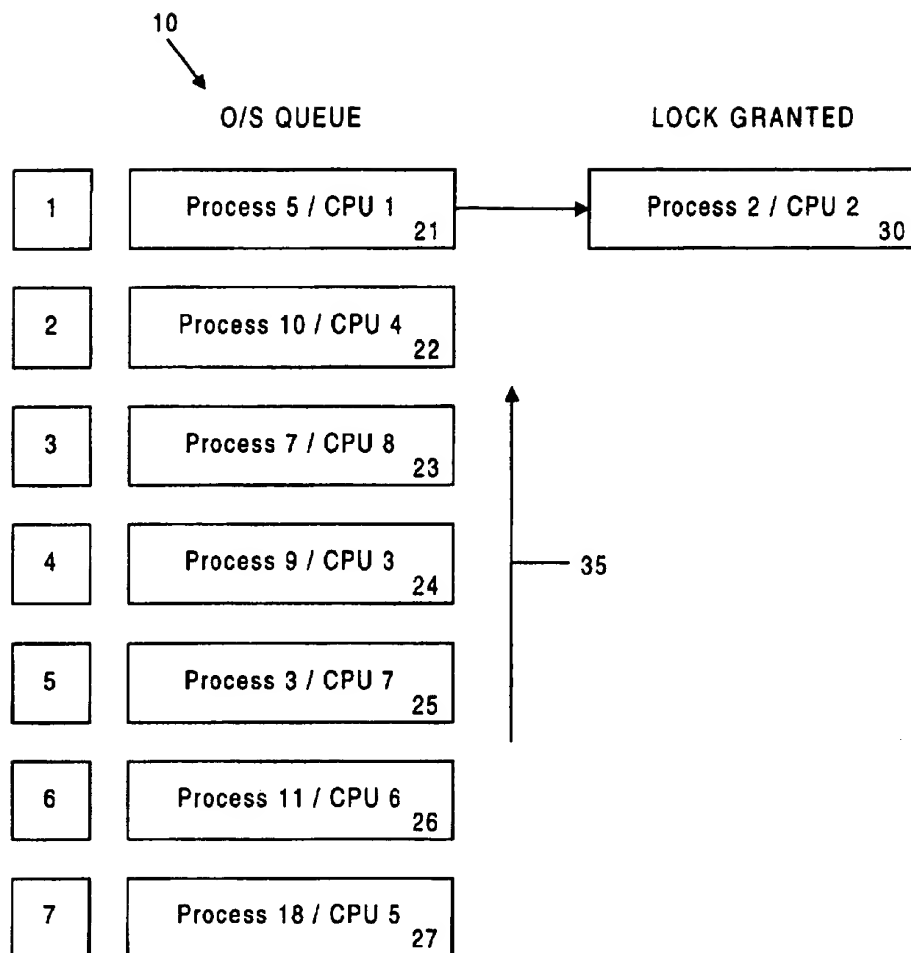 10
O/S QUEUE LOCK GRANTED
1 Process 5 / CPU 1 21 Process 2 / CPU 2 30
2 Process 10 / CPU 4 22
3 Process 7 / CPU 8 23
4 Process 9 / CPU 3 24
35
5 Process 3 / CPU 7 25
6 Process 11 / CPU 6 26
7 Process 18 / CPU 5 27